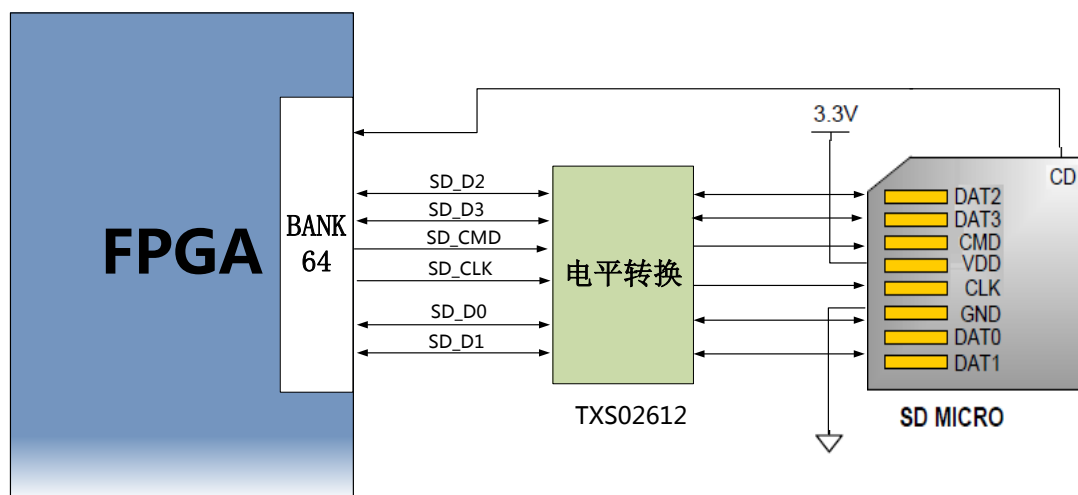 FPGA
BANK
64
SD_D2
SD_D3
SD_CMD
SD_CLK
SD_D0
SD_D1
电平转换
TXS02612
3.3V
CD
DAT2
DAT3
CMD
VDD
CLK
GND
DAT0
DAT1
SD MICRO